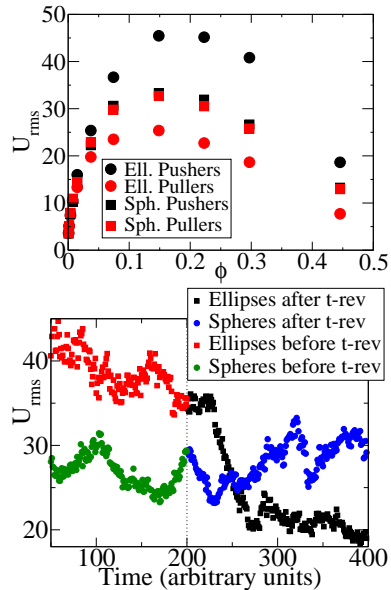 50
40
30
20
10
0
U_rms
Ell. Pushers
Ell. Pullers
Sph. Pushers
Sph. Pullers
0 0.1 0.2 0.3 0.4 0.5
ϕ
Ellipses after t-rev
Spheres after t-rev
Ellipses before t-rev
Spheres before t-rev
40
30
20
U_rms
100 200 300 400
Time (arbitrary units)